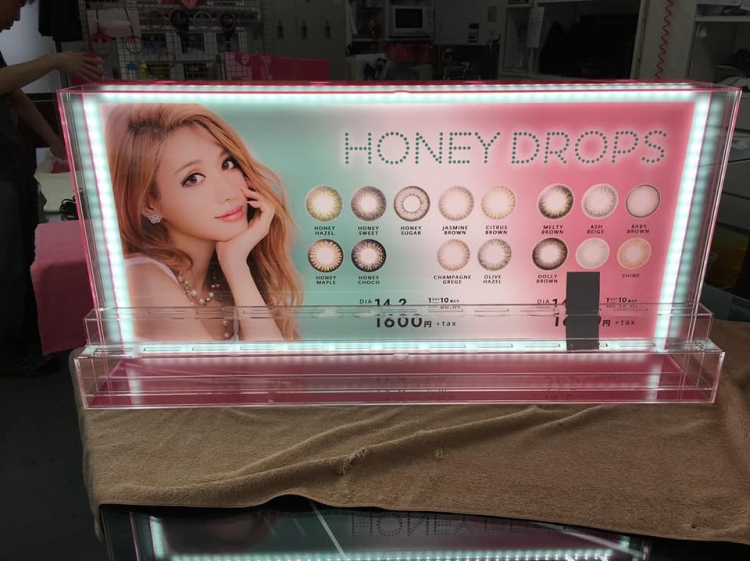 HONEY DROPS
HONEY HAZEL
HONEY SWEET
HONEY SUGAR
JASMINE BROWN
CITRUS BROWN
MELTY BROWN
ASH BEIGE
BABY BROWN
HONEY MAPLE
HONEY CHOCO
CHAMPAGNE GREGE
OLIVE HAZEL
DOLLY BROWN
SHINE
DIA 14.2
1600円 +tax
DIA
円 +tax